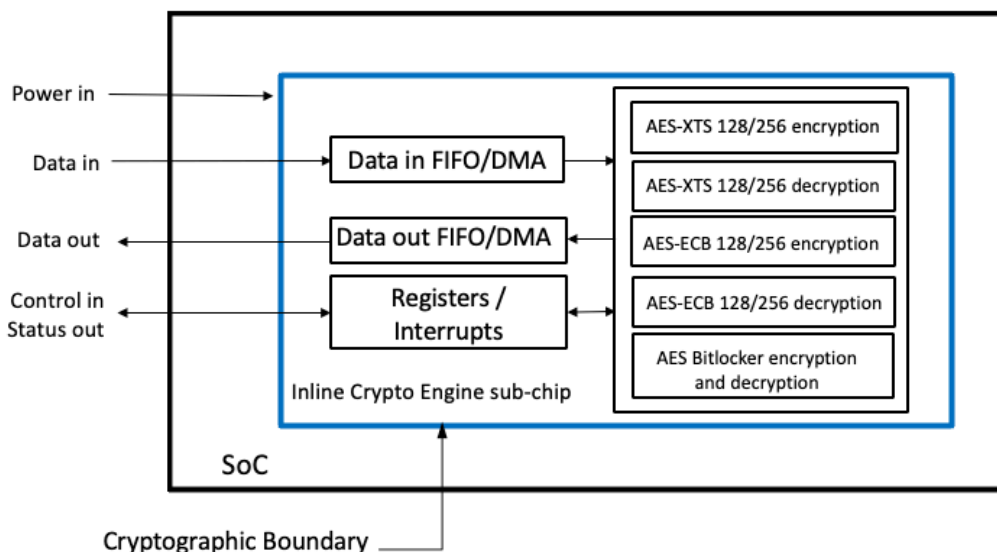 Power in
Data in
Data out
Control in
Status out
Data in FIFO/DMA
Data out FIFO/DMA
Registers /
Interrupts
Inline Crypto Engine sub-chip
AES-XTS 128/256 encryption
AES-XTS 128/256 decryption
AES-ECB 128/256 encryption
AES-ECB 128/256 decryption
AES Bitlocker encryption
and decryption
SoC
Cryptographic Boundary